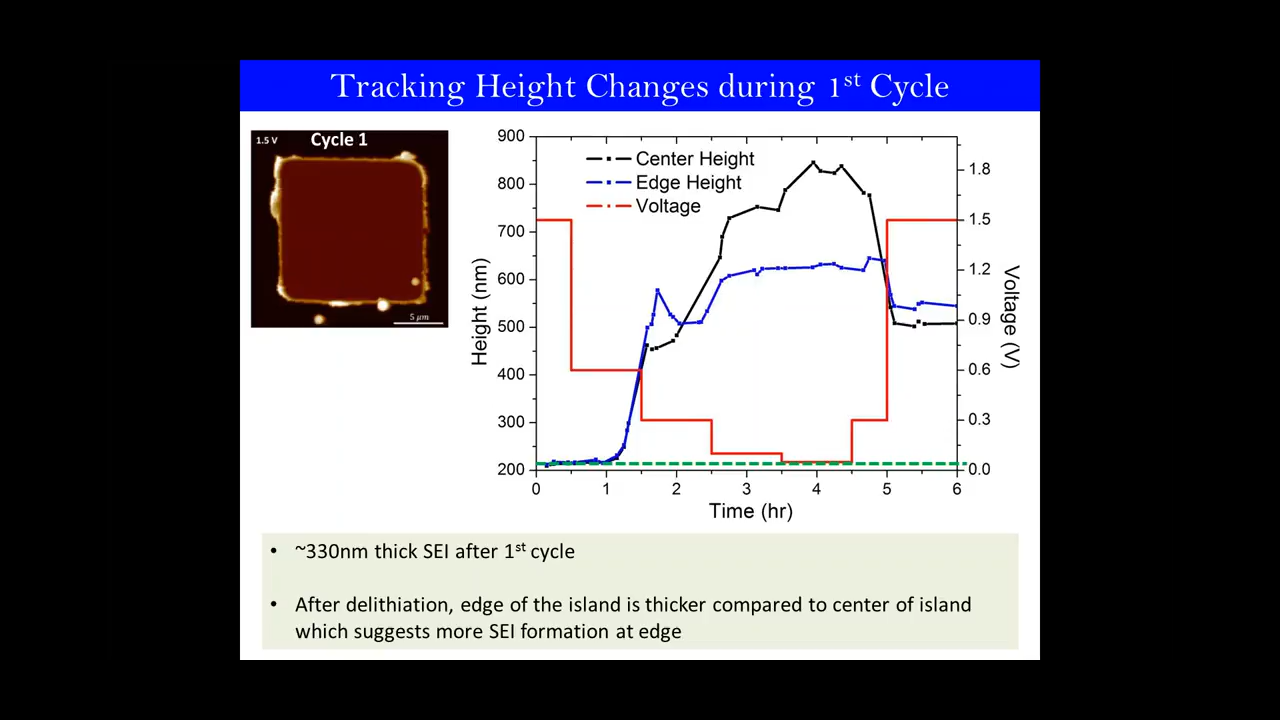 Tracking Height Changes during 1st Cycle
1.5 V
Cycle 1
5 μm
900
800
700
600
500
400
300
200
Height (nm)
Center Height
Edge Height
Voltage
1.8
1.5
1.2
0.9
0.6
0.3
0.0
Voltage (V)
0 1 2 3 4 5 6
Time (hr)
• ~330nm thick SEI after 1st cycle
• After delithiation, edge of the island is thicker compared to center of island
which suggests more SEI formation at edge